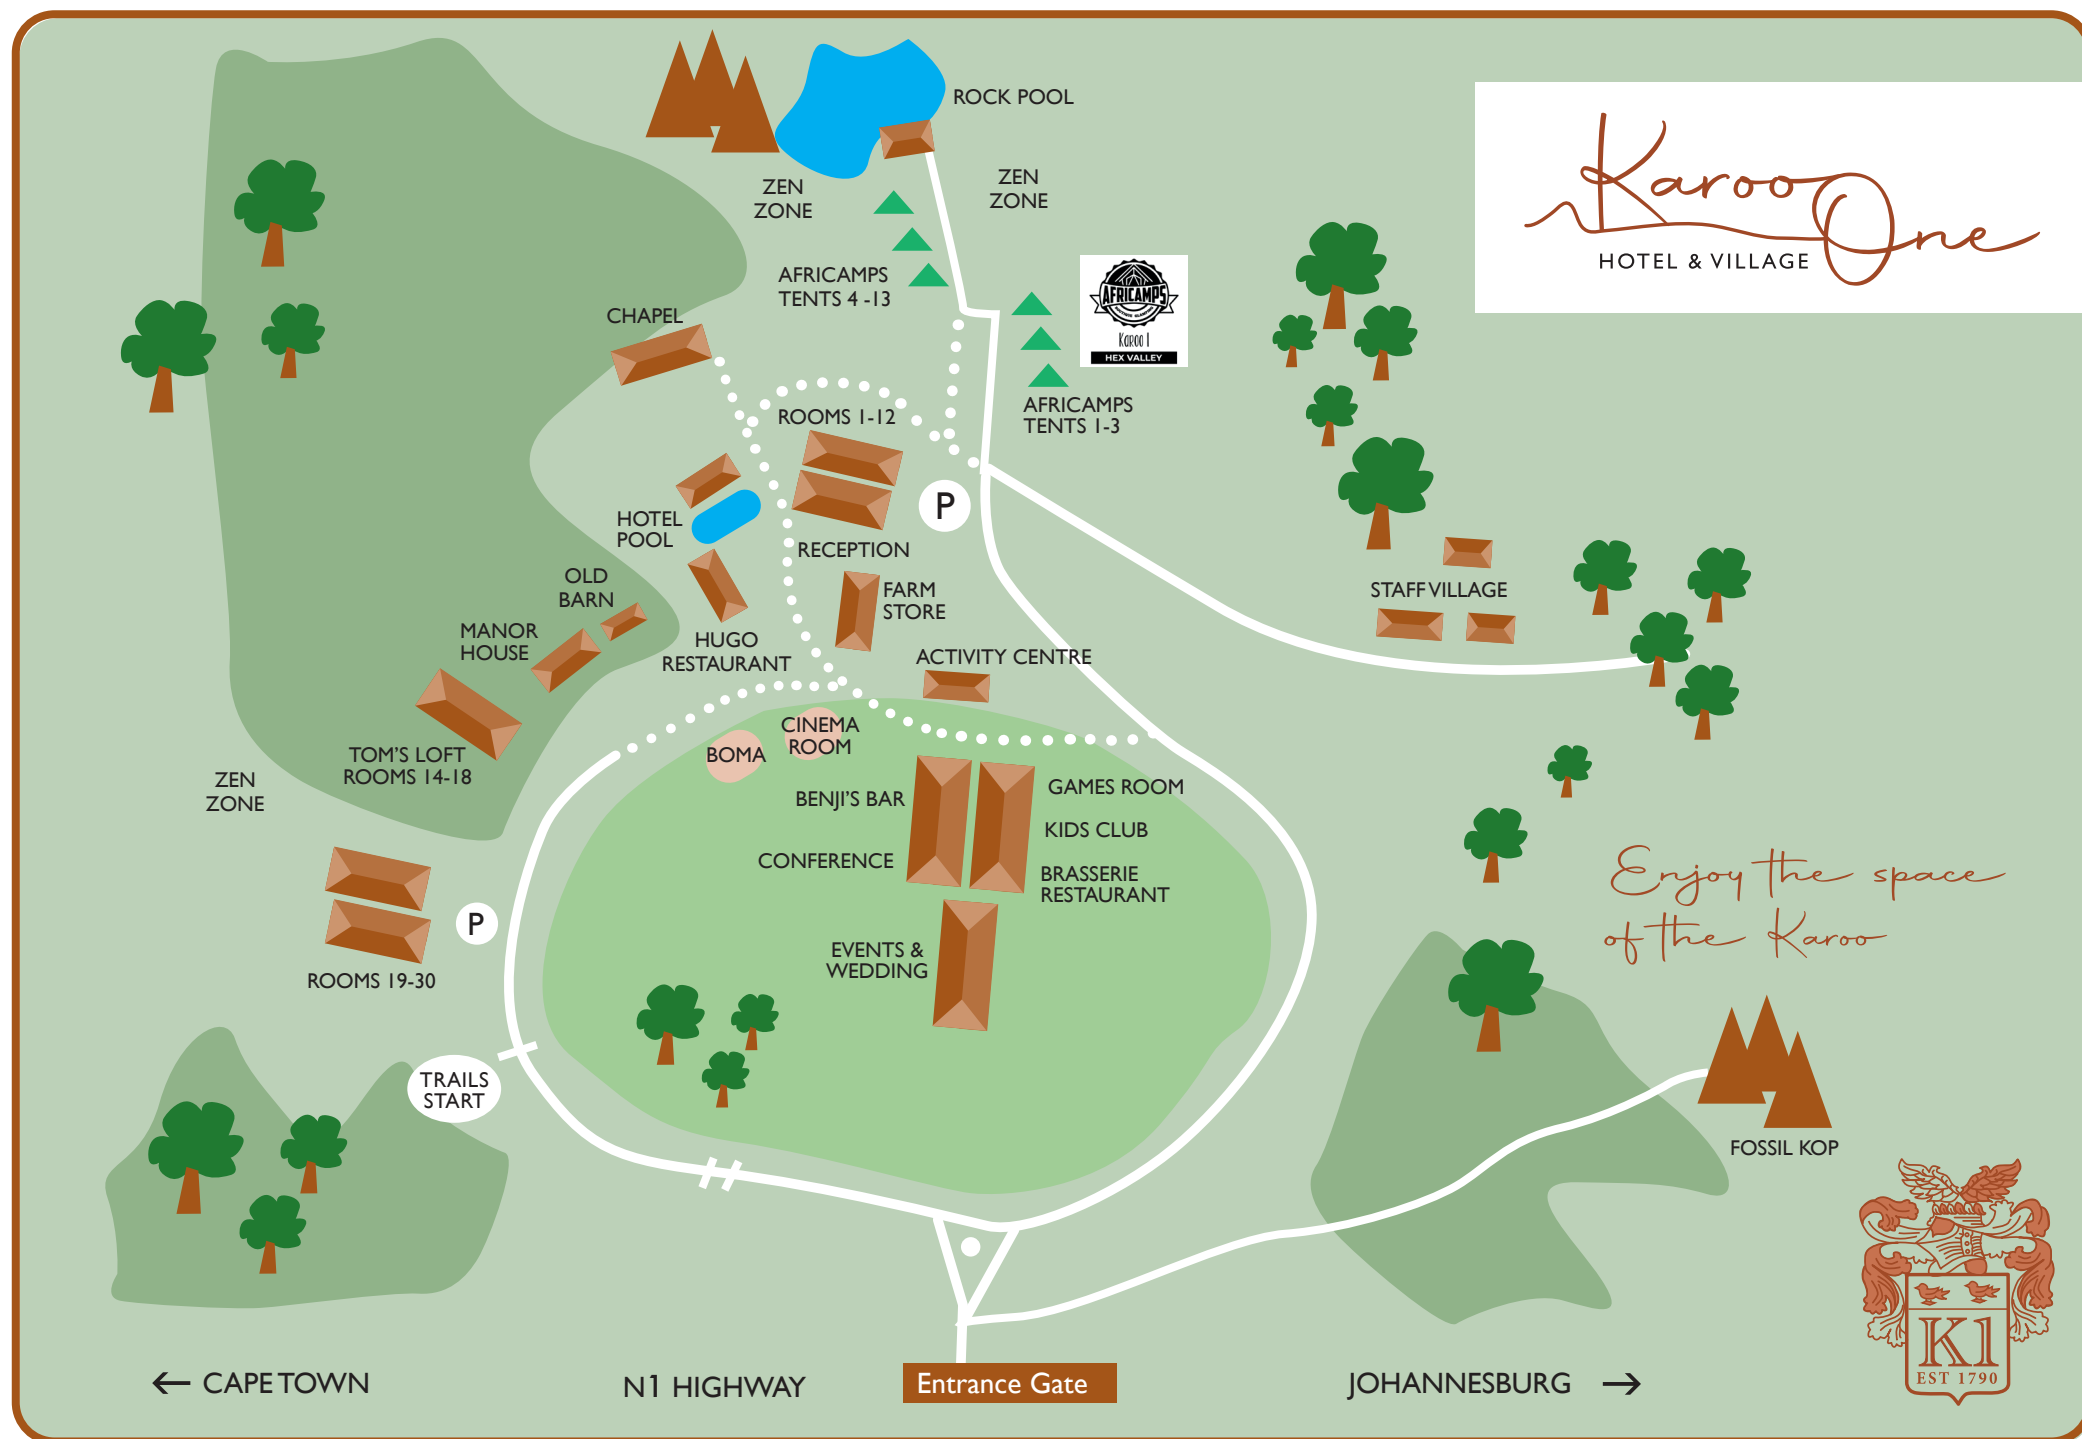 ROCK POOL
Karoo One
HOTEL & VILLAGE
ZEN
ZONE
ZEN
ZONE
AFRICAMPS
TENTS 4 -13
AFRICAMPS
Karoo 1
HEX VALLEY
CHAPEL
AFRICAMPS
TENTS 1-3
ROOMS 1-12
P
HOTEL
POOL
RECEPTION
OLD
BARN
FARM
STORE
STAFF VILLAGE
MANOR
HOUSE
HUGO
RESTAURANT
ACTIVITY CENTRE
CINEMA
ROOM
BOMA
TOM'S LOFT
ROOMS 14-18
ZEN
ZONE
BENJI'S BAR
GAMES ROOM
KIDS CLUB
CONFERENCE
BRASSERIE
RESTAURANT
Enjoy the space
of the Karoo
P
EVENTS &
WEDDING
ROOMS 19-30
TRAILS
START
FOSSIL KOP
K1
EST 1790
← CAPE TOWN
N1 HIGHWAY
Entrance Gate
JOHANNESBURG →